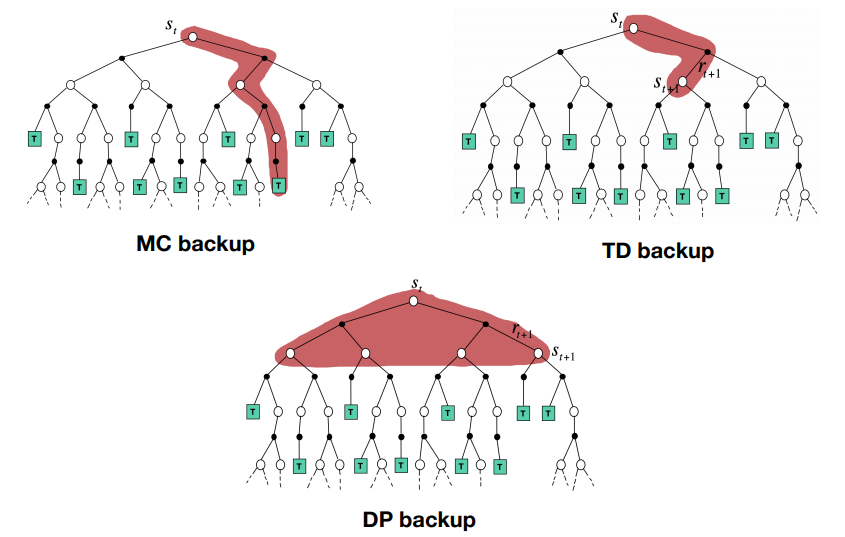 s_t
T T T T T
T T T T T
MC backup
s_t
r_{t+1}
s_{t+1}
T T T T T
T T T T T
TD backup
s_t
r_{t+1}
s_{t+1}
T T T T T
T T T T T
DP backup